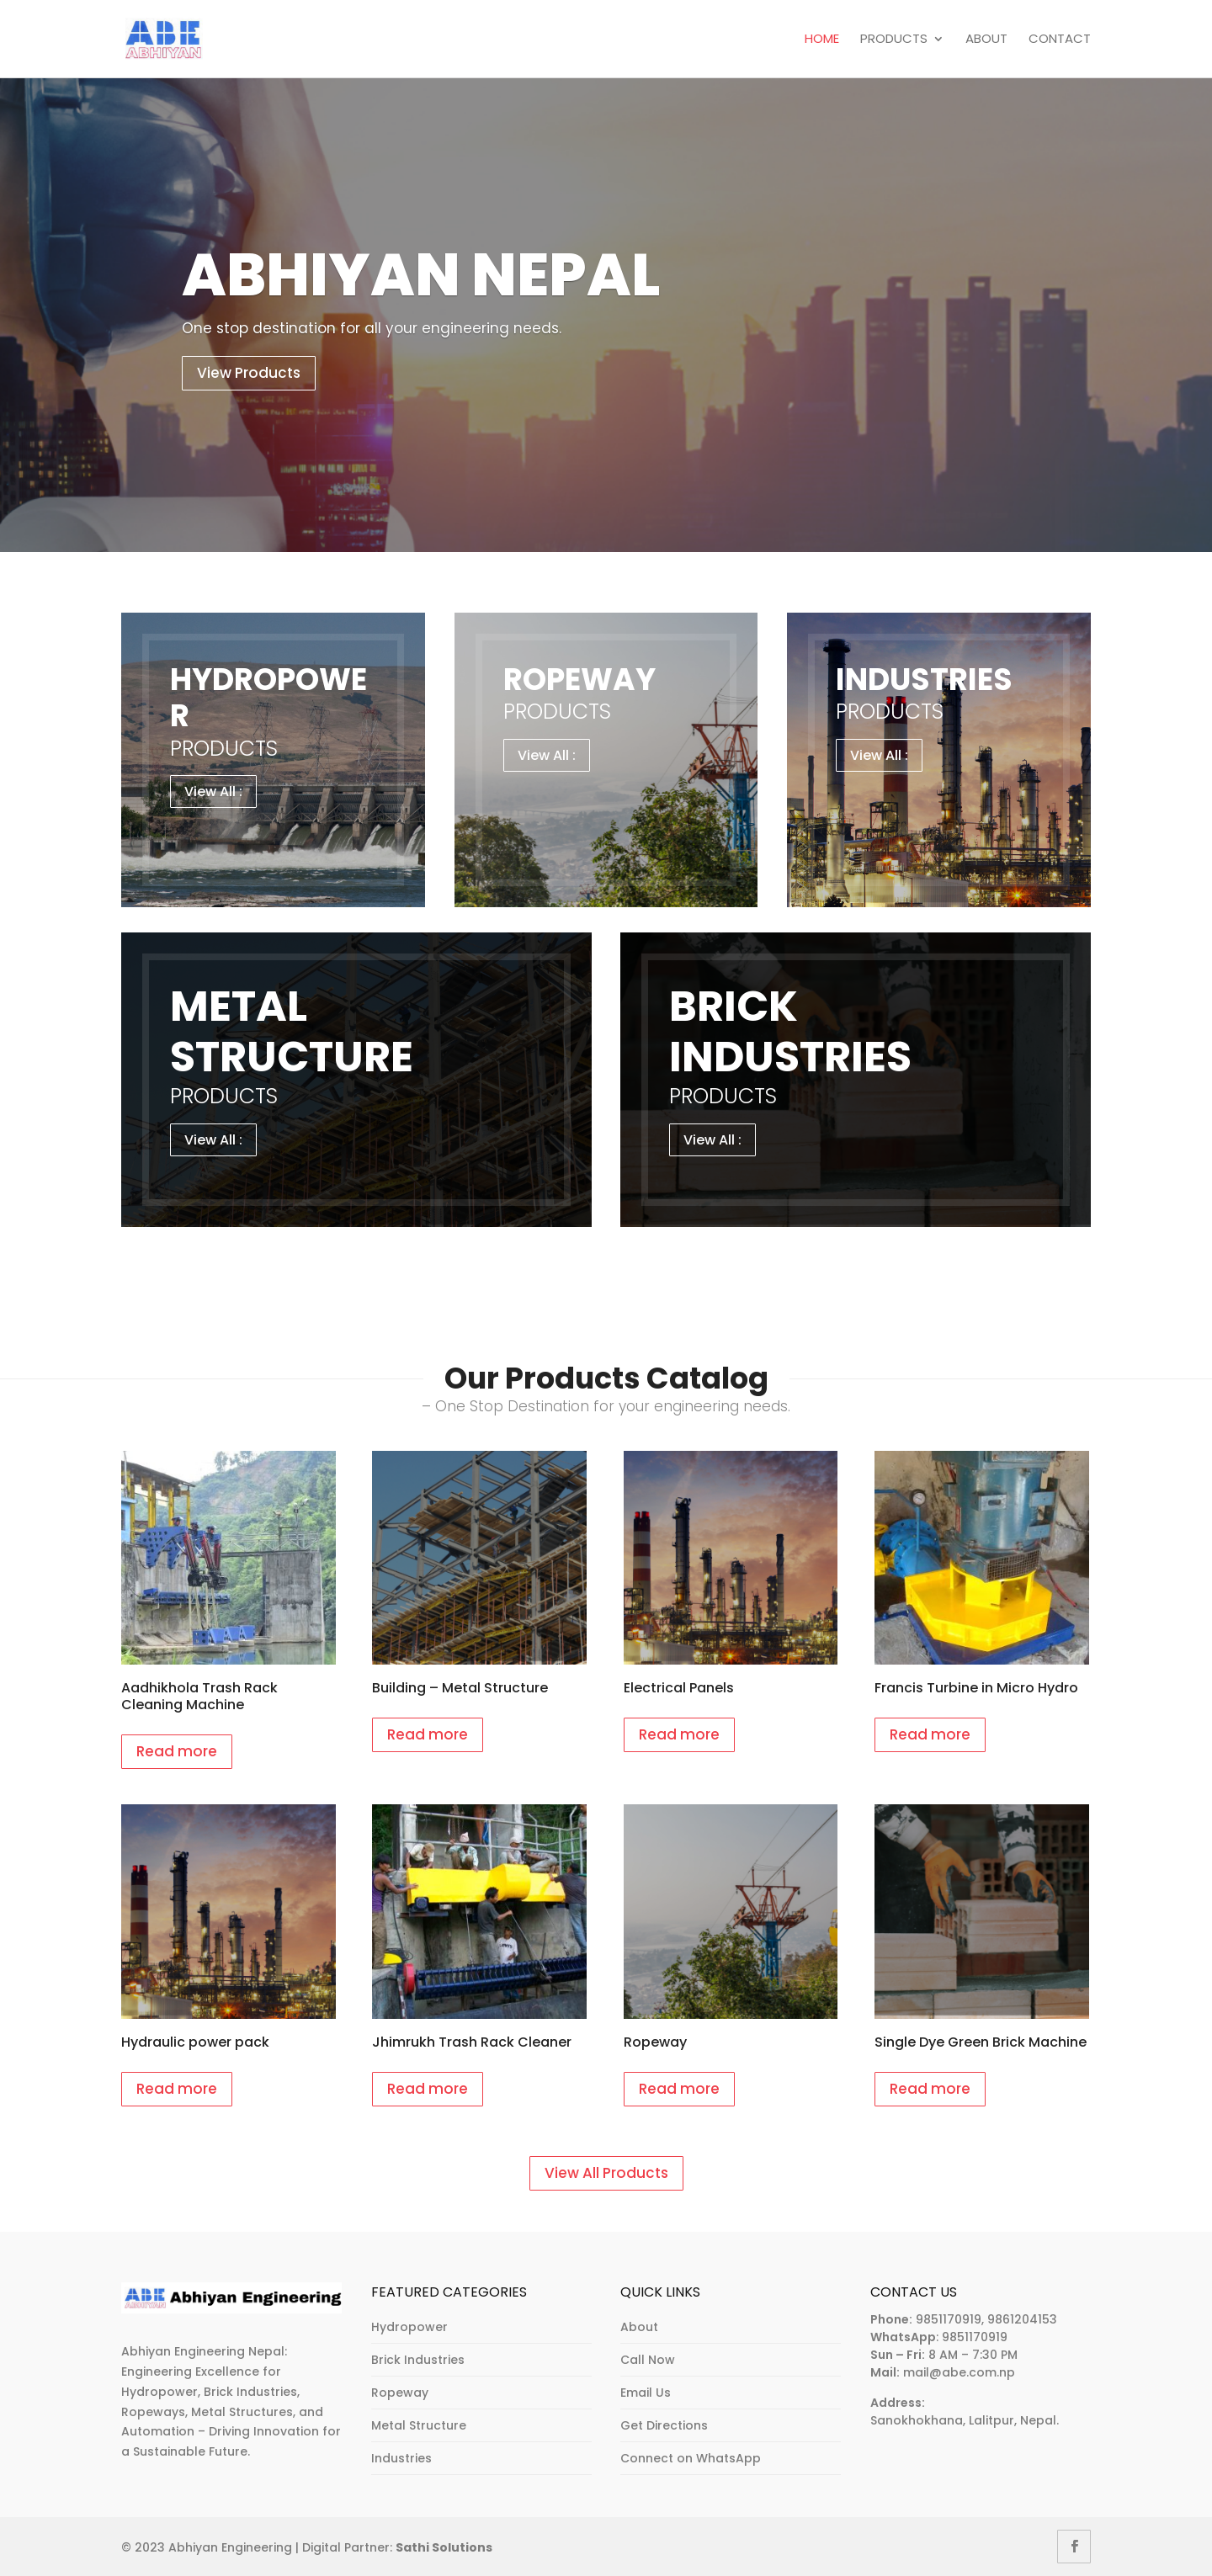 ABE
ABHIYAN
HOME PRODUCTS ABOUT CONTACT
ABHIYAN NEPAL
One stop destination for all your engineering needs.
View Products
HYDROPOWE
R
PRODUCTS
View All :
ROPEWAY
PRODUCTS
View All :
INDUSTRIES
PRODUCTS
View All :
METAL
STRUCTURE
PRODUCTS
View All :
BRICK
INDUSTRIES
PRODUCTS
View All :
Our Products Catalog
– One Stop Destination for your engineering needs.
Aadhikhola Trash Rack
Cleaning Machine
Read more
Building – Metal Structure
Read more
Electrical Panels
Read more
Francis Turbine in Micro Hydro
Read more
Hydraulic power pack
Read more
Jhimrukh Trash Rack Cleaner
Read more
Ropeway
Read more
Single Dye Green Brick Machine
Read more
View All Products
ABE ABHIYAN Abhiyan Engineering
Abhiyan Engineering Nepal:
Engineering Excellence for
Hydropower, Brick Industries,
Ropeways, Metal Structures, and
Automation – Driving Innovation for
a Sustainable Future.
FEATURED CATEGORIES
Hydropower
Brick Industries
Ropeway
Metal Structure
Industries
QUICK LINKS
About
Call Now
Email Us
Get Directions
Connect on WhatsApp
CONTACT US
Phone: 9851170919, 9861204153
WhatsApp: 9851170919
Sun – Fri: 8 AM – 7:30 PM
Mail: mail@abe.com.np
Address:
Sanokhokhana, Lalitpur, Nepal.
© 2023 Abhiyan Engineering | Digital Partner: Sathi Solutions